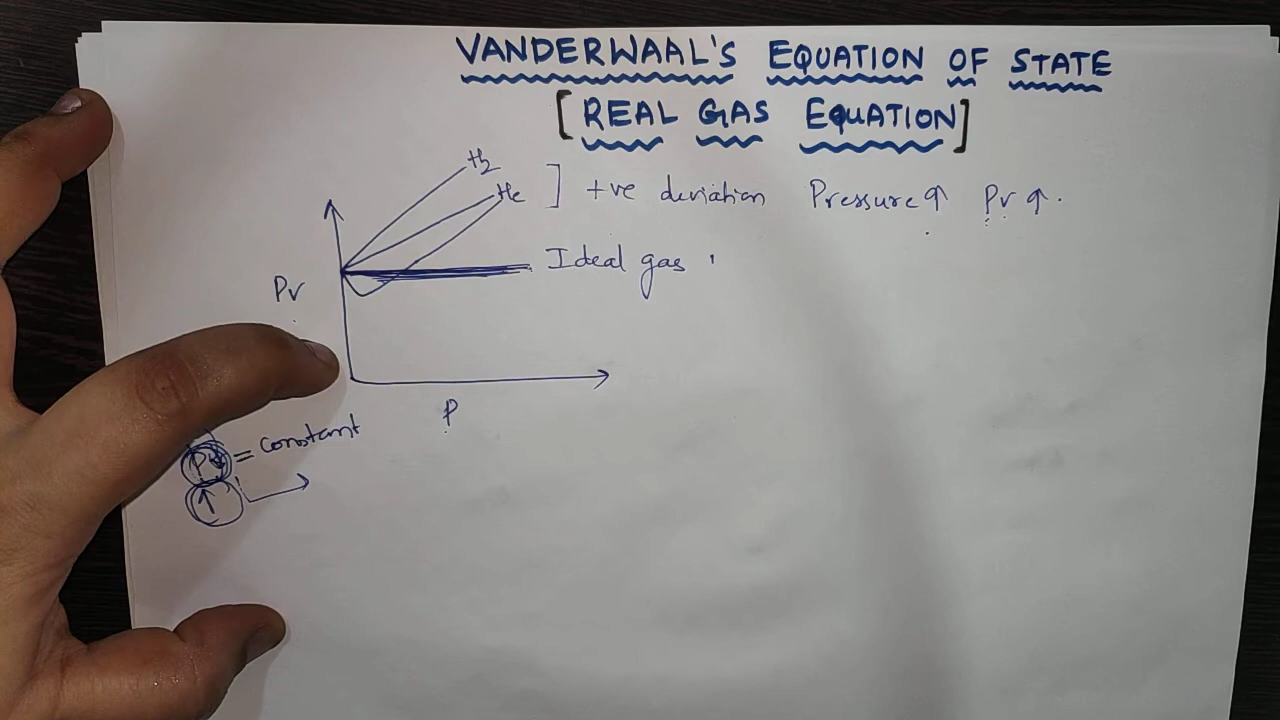 VANDERWAAL'S EQUATION OF STATE
[REAL GAS EQUATION]
H2
He ] +ve deviation Pressure↑ Pv↑.
Ideal gas
Pv
P
= constant
↑